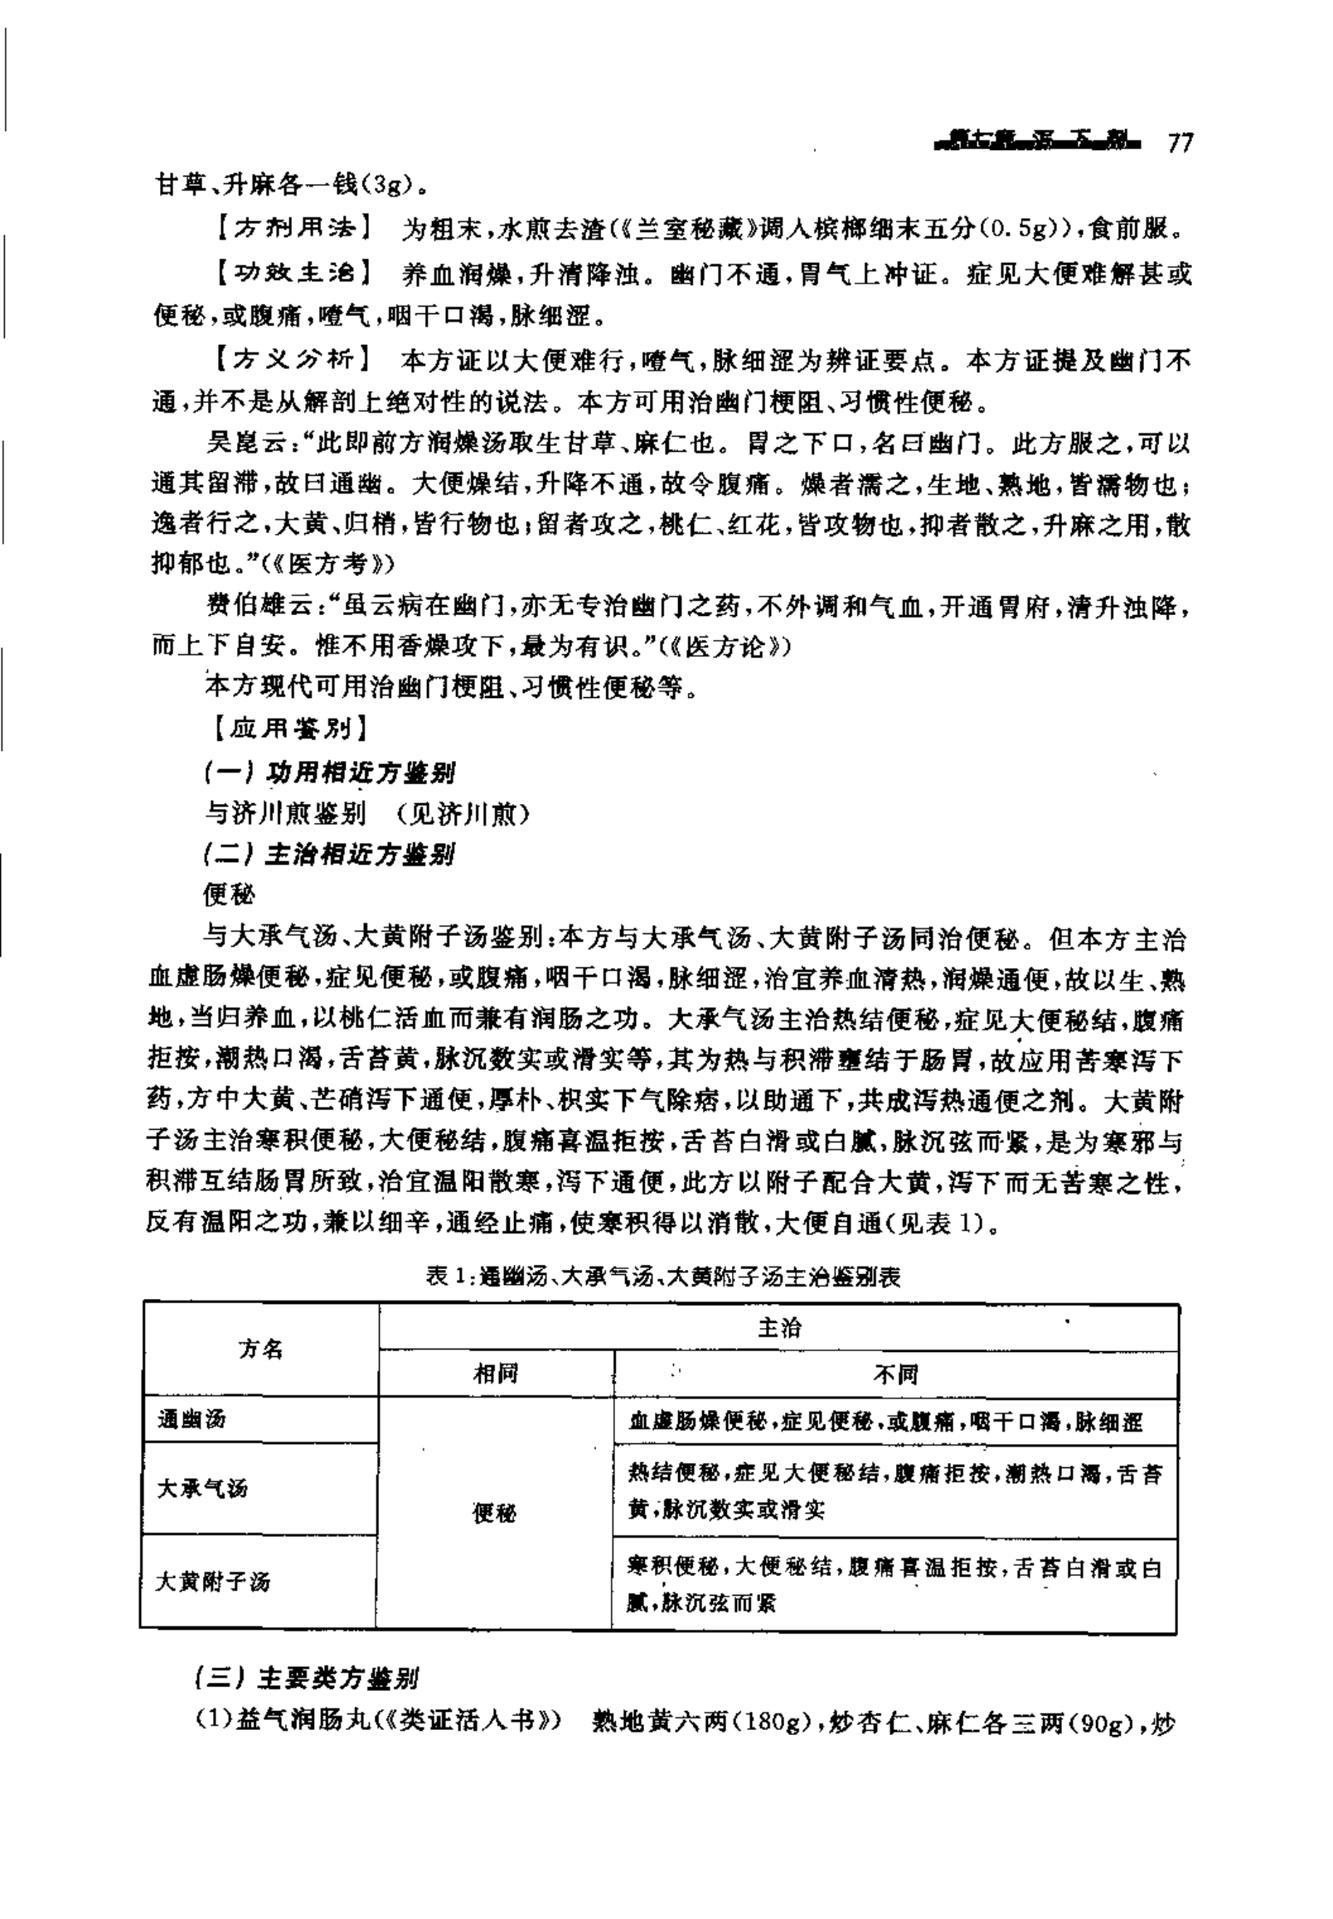 第七章 泻下剂 77
甘草、升麻各一钱(3g)。
【方剂用法】 为粗末,水煎去渣(《兰室秘藏》调入槟榔细末五分(0.5g)),食前服。
【功效主治】 养血润燥,升清降浊。幽门不通,胃气上冲证。症见大便难解甚或
便秘,或腹痛,噎气,咽干口渴,脉细涩。
【方义分析】 本方证以大便难行,噎气,脉细涩为辨证要点。本方证提及幽门不
通,并不是从解剖上绝对性的说法。本方可用治幽门梗阻、习惯性便秘。
吴崑云:“此即前方润燥汤取生甘草、麻仁也。胃之下口,名曰幽门。此方服之,可以
通其留滞,故曰通幽。大便燥结,升降不通,故令腹痛。燥者濡之,生地、熟地,皆濡物也;
逸者行之,大黄、归梢,皆行物也;留者攻之,桃仁、红花,皆攻物也,抑者散之,升麻之用,散
抑郁也。”(《医方考》)
费伯雄云:“虽云病在幽门,亦无专治幽门之药,不外调和气血,开通胃府,清升浊降,
而上下自安。惟不用香燥攻下,最为有识。”(《医方论》)
本方现代可用治幽门梗阻、习惯性便秘等。
【应用鉴别】
(一)功用相近方鉴别
与济川煎鉴别 (见济川煎)
(二)主治相近方鉴别
便秘
与大承气汤、大黄附子汤鉴别:本方与大承气汤、大黄附子汤同治便秘。但本方主治
血虚肠燥便秘,症见便秘,或腹痛,咽干口渴,脉细涩,治宜养血清热,润燥通便,故以生、熟
地,当归养血,以桃仁活血而兼有润肠之功。大承气汤主治热结便秘,症见大便秘结,腹痛
拒按,潮热口渴,舌苔黄,脉沉数实或滑实等,其为热与积滞壅结于肠胃,故应用苦寒泻下
药,方中大黄、芒硝泻下通便,厚朴、枳实下气除痞,以助通下,共成泻热通便之剂。大黄附
子汤主治寒积便秘,大便秘结,腹痛喜温拒按,舌苔白滑或白腻,脉沉弦而紧,是为寒邪与
积滞互结肠胃所致,治宜温阳散寒,泻下通便,此方以附子配合大黄,泻下而无苦寒之性,
反有温阳之功,兼以细辛,通经止痛,使寒积得以消散,大便自通(见表1)。
表1:通幽汤、大承气汤、大黄附子汤主治鉴别表
方名
主治
相同
不同
通幽汤
血虚肠燥便秘,症见便秘,或腹痛,咽干口渴,脉细涩
大承气汤
便秘
热结便秘,症见大便秘结,腹痛拒按,潮热口渴,舌苔
黄,脉沉数实或滑实
大黄附子汤
寒积便秘,大便秘结,腹痛喜温拒按,舌苔白滑或白
腻,脉沉弦而紧
(三)主要类方鉴别
(1)益气润肠丸(《类证活人书》) 熟地黄六两(180g),炒杏仁、麻仁各三两(90g),炒